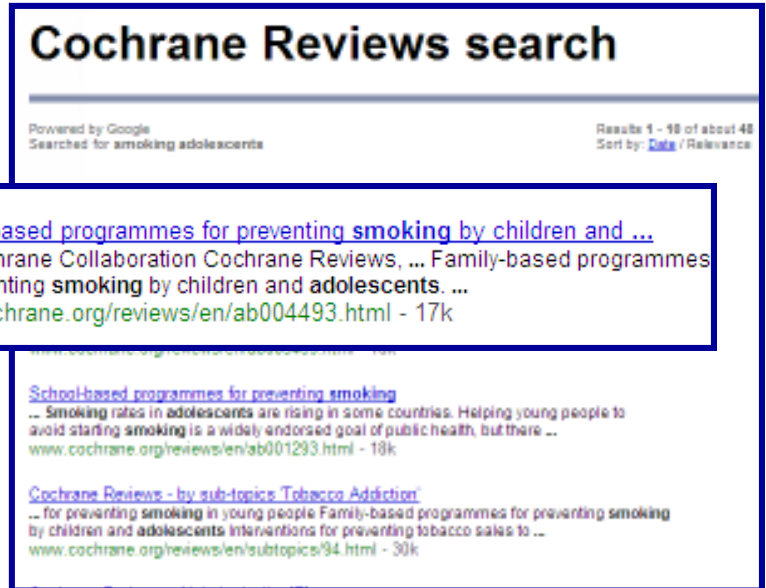 Cochrane Reviews search
Powered by Google
Searched for smoking adolescents
Results 1 - 10 of about 48
Sort by: Date / Relevance
ased programmes for preventing smoking by children and ...
hrane Collaboration Cochrane Reviews, ... Family-based programmes
nting smoking by children and adolescents. ...
chrane.org/reviews/en/ab004493.html - 17k
School-based programmes for preventing smoking
... Smoking rates in adolescents are rising in some countries. Helping young people to
avoid starting smoking is a widely endorsed goal of public health, but there ...
www.cochrane.org/reviews/en/ab001293.html - 18k
Cochrane Reviews - by sub-topics 'Tobacco Addiction'
... for preventing smoking in young people Family-based programmes for preventing smoking
by children and adolescents Interventions for preventing tobacco sales to ...
www.cochrane.org/reviews/en/subtopics/94.html - 30k